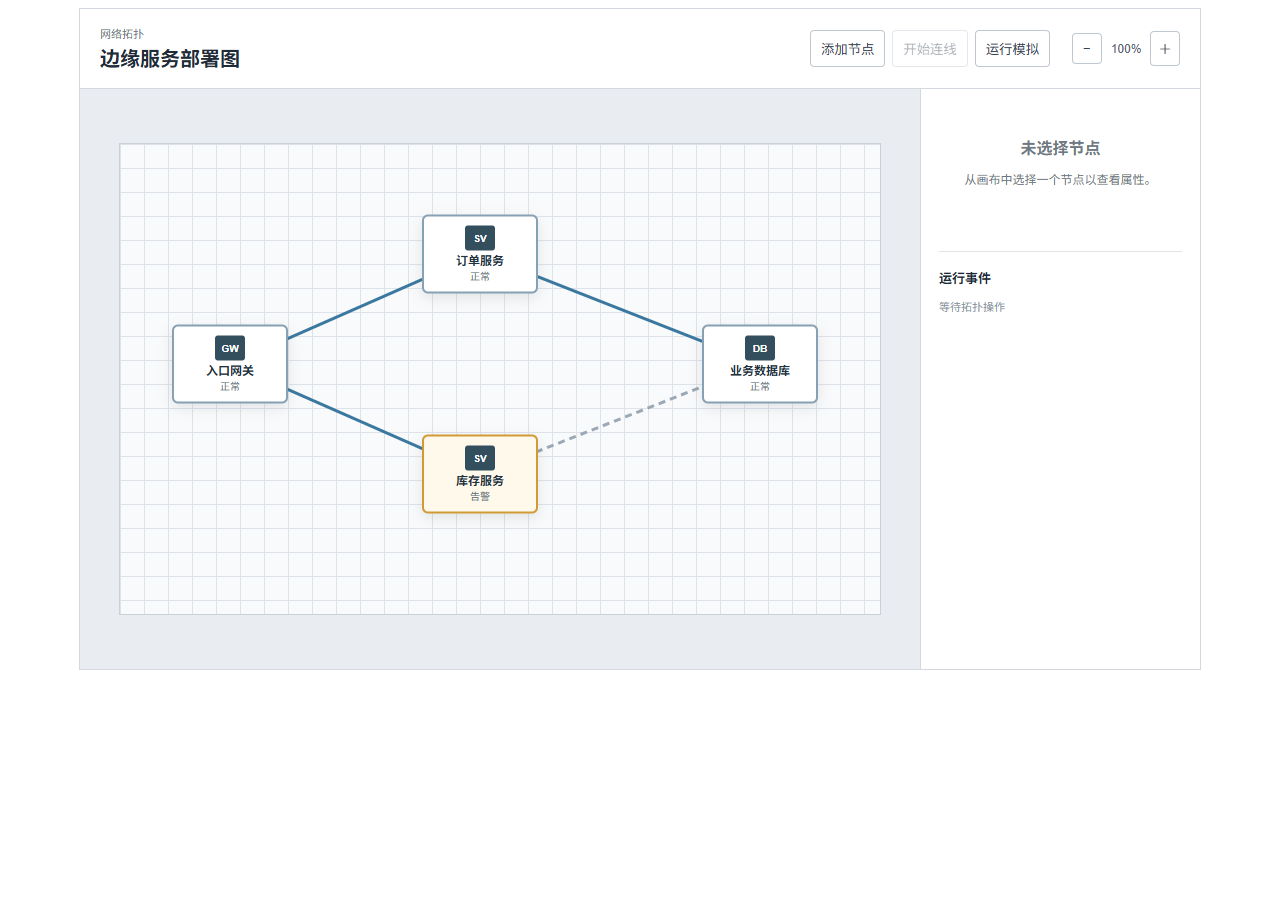 网络拓扑
边缘服务部署图
添加节点
开始连线
运行模拟
−
100%
+
未选择节点
从画布中选择一个节点以查看属性。
运行事件
等待拓扑操作
SV
订单服务
正常
GW
入口网关
正常
DB
业务数据库
正常
SV
库存服务
告警